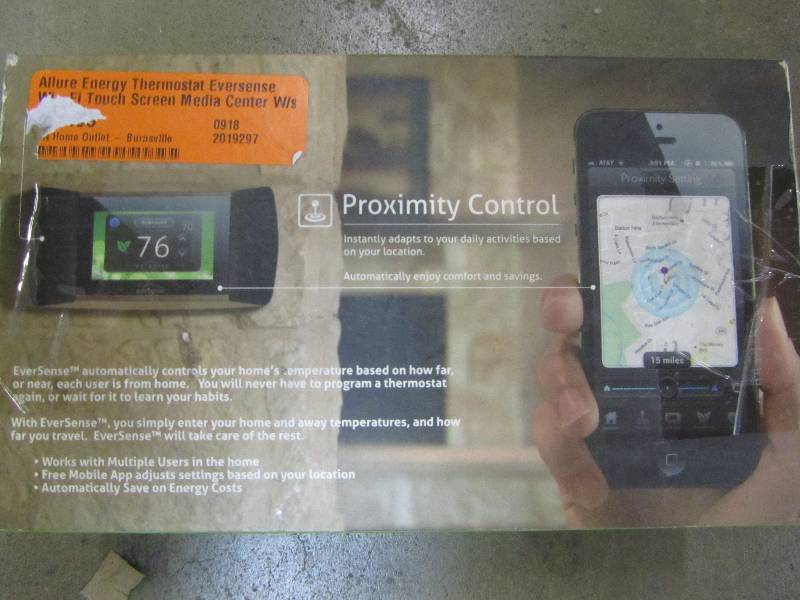 Allure Energy Thermostat Eversense
Touch Screen Media Center W/s
0918
Home Outlet - Burnsville 2019297
76
Proximity Control
Instantly adapts to your daily activities based
on your location.
Automatically enjoy comfort and savings.
AT&T 3:51 PM
Proximity Setting
15 miles
EverSense™ automatically controls your home's temperature based on how far,
or near, each user is from home. You will never have to program a thermostat
again, or wait for it to learn your habits.
With EverSense™, you simply enter your home and away temperatures, and how
far you travel. EverSense™ will take care of the rest.
• Works with Multiple Users in the home
• Free Mobile App adjusts settings based on your location
• Automatically Save on Energy Costs